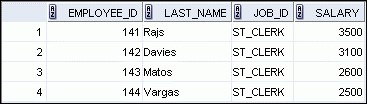 EMPLOYEE_ID LAST_NAME JOB_ID SALARY
1 141 Rajs ST_CLERK 3500
2 142 Davies ST_CLERK 3100
3 143 Matos ST_CLERK 2600
4 144 Vargas ST_CLERK 2500